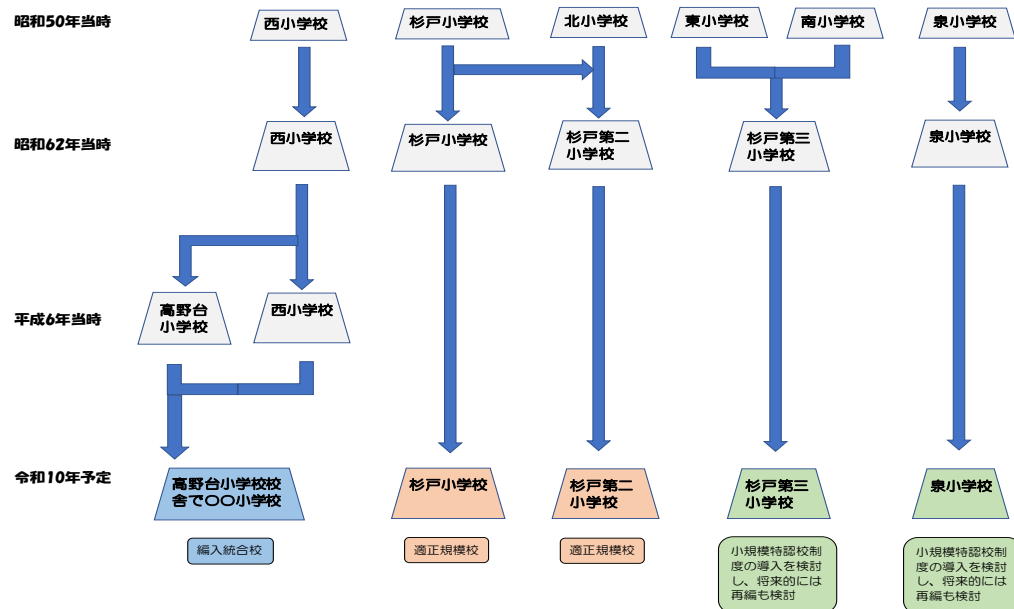 昭和50年当時
西小学校
杉戸小学校
北小学校
東小学校
南小学校
泉小学校
昭和62年当時
西小学校
杉戸小学校
杉戸第二
小学校
杉戸第三
小学校
泉小学校
平成6年当時
高野台
小学校
西小学校
令和10年予定
高野台小学校校
舎で〇〇小学校
杉戸小学校
杉戸第二
小学校
杉戸第三
小学校
泉小学校
編入統合校
適正規模校
適正規模校
小規模特認校制
度の導入を検討
し、将来的には
再編も検討
小規模特認校制
度の導入を検討
し、将来的には
再編も検討